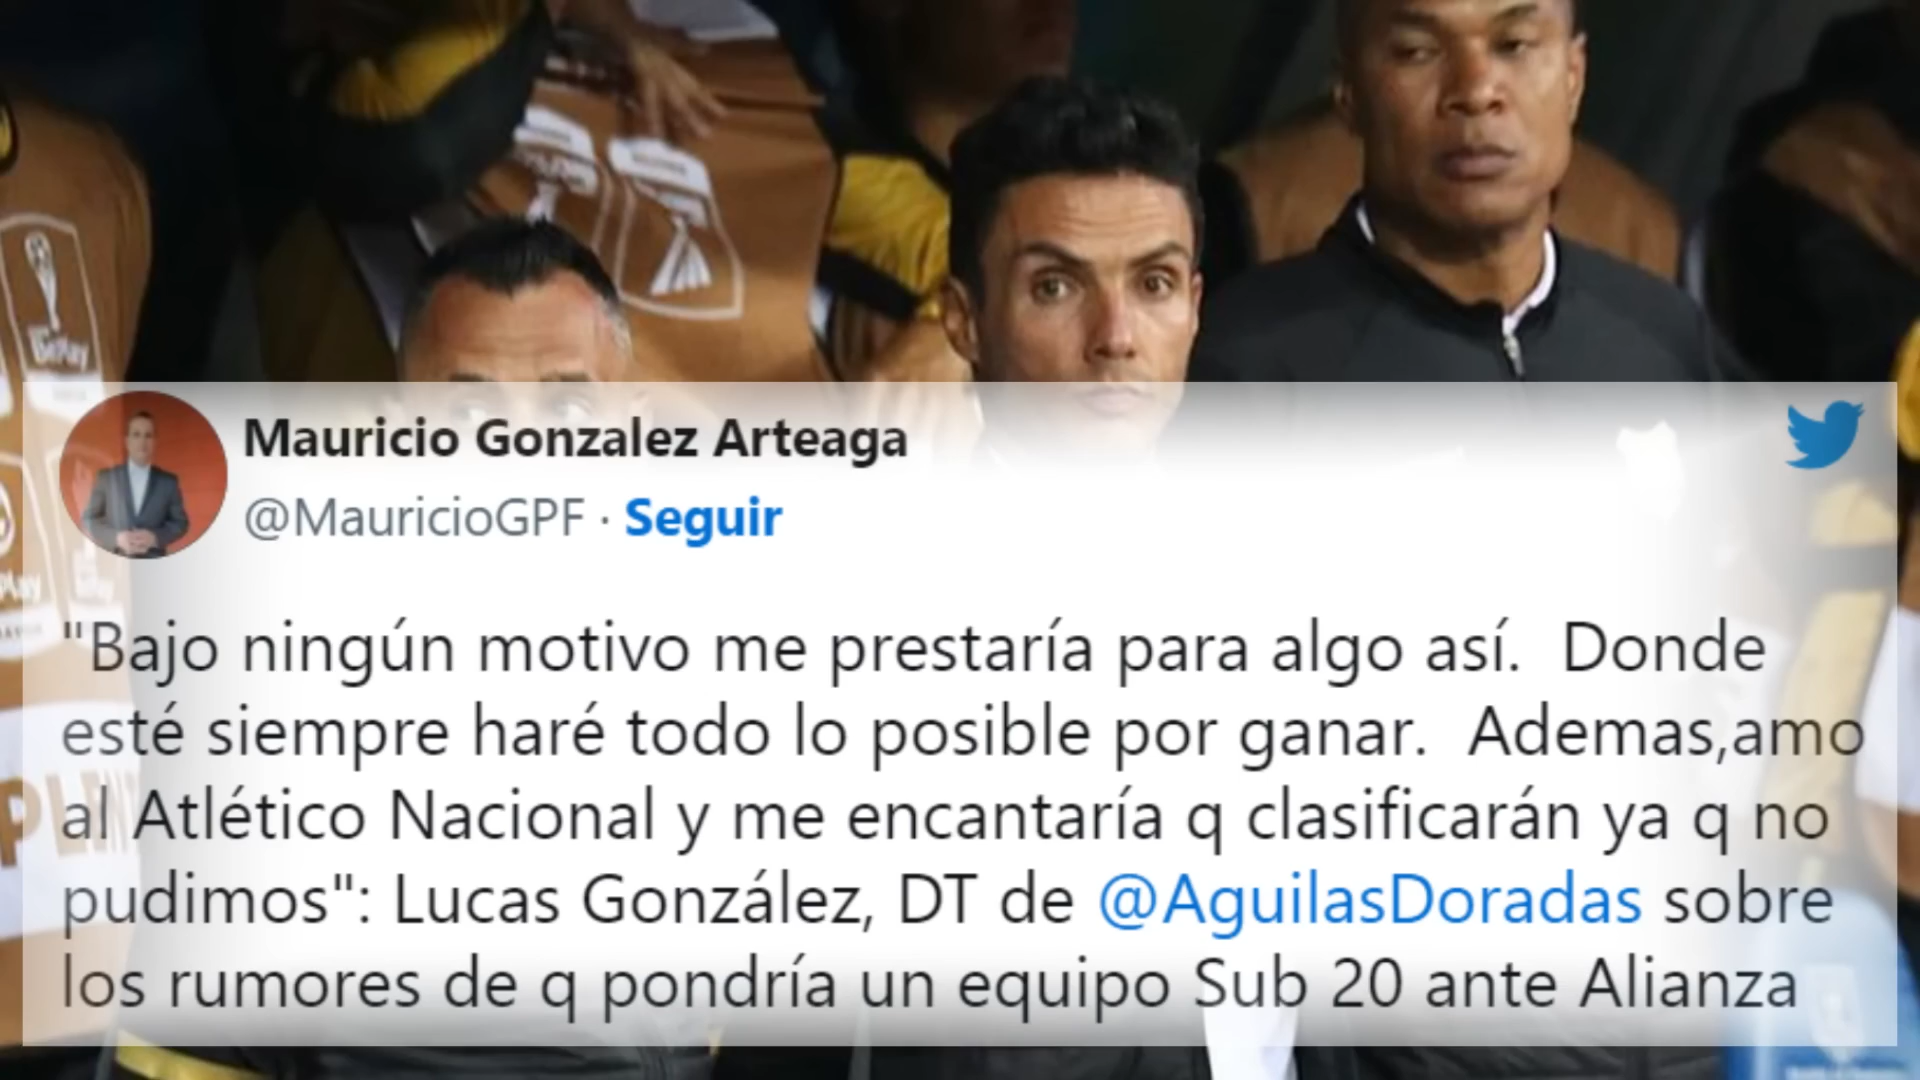 Mauricio Gonzalez Arteaga
@MauricioGPF · Seguir
"Bajo ningún motivo me prestaría para algo así.  Donde
esté siempre haré todo lo posible por ganar.  Ademas,amo
al Atlético Nacional y me encantaría q clasificarán ya q no
pudimos": Lucas González, DT de @AguilasDoradas sobre
los rumores de q pondría un equipo Sub 20 ante Alianza
BetPlay